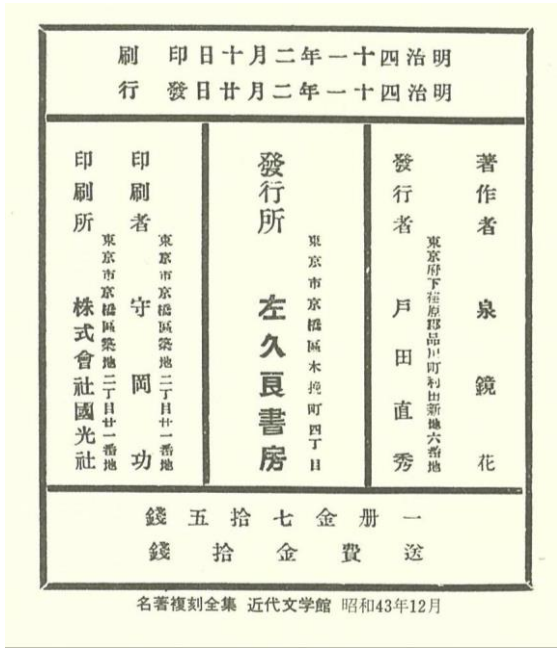 明治四十一年二月十日印刷
明治四十一年二月廿日發行
著作者 泉鏡花
東京府下荏原郡品川町利田新地六番地
發行者 戸田直秀
東京市京橋區木挽町四丁目
發行所 左久良書房
東京市京橋區築地二丁目廿一番地
印刷者 守岡功
東京市京橋區築地二丁目廿一番地
印刷所 株式會社國光社
一册金七拾五錢
送費金拾錢
名著複刻全集 近代文学館 昭和43年12月